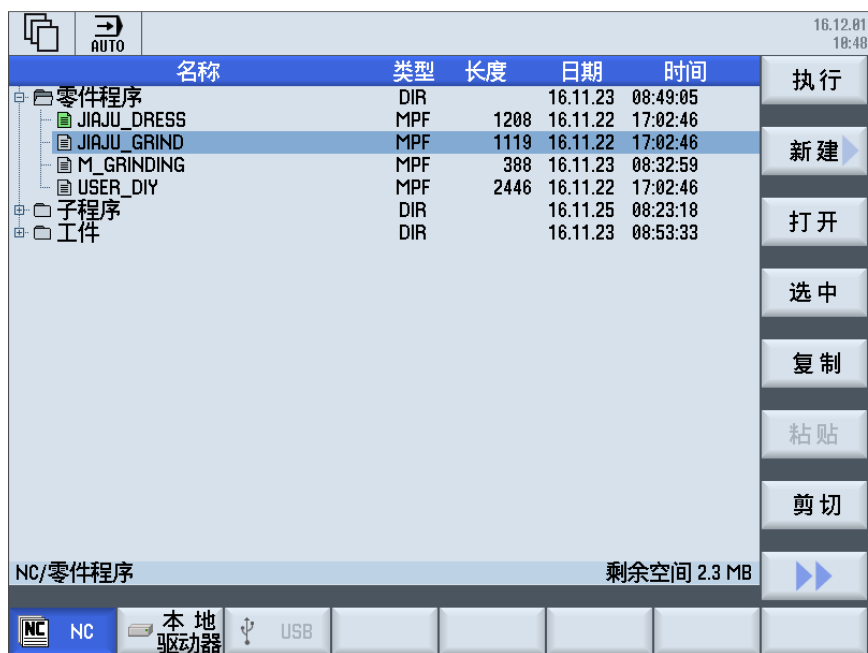 16.12.01
10:48
AUTO
名称 类型 长度 日期 时间
零件程序 DIR 16.11.23 08:49:05
JIAJU_DRESS MPF 1208 16.11.22 17:02:46
JIAJU_GRIND MPF 1119 16.11.22 17:02:46
M_GRINDING MPF 388 16.11.23 08:32:59
USER_DIY MPF 2446 16.11.22 17:02:46
子程序 DIR 16.11.25 08:23:18
工件 DIR 16.11.23 08:53:33
执行
新建
打开
选中
复制
粘贴
剪切
NC/零件程序 剩余空间 2.3 MB
NC NC
本地
驱动器
USB